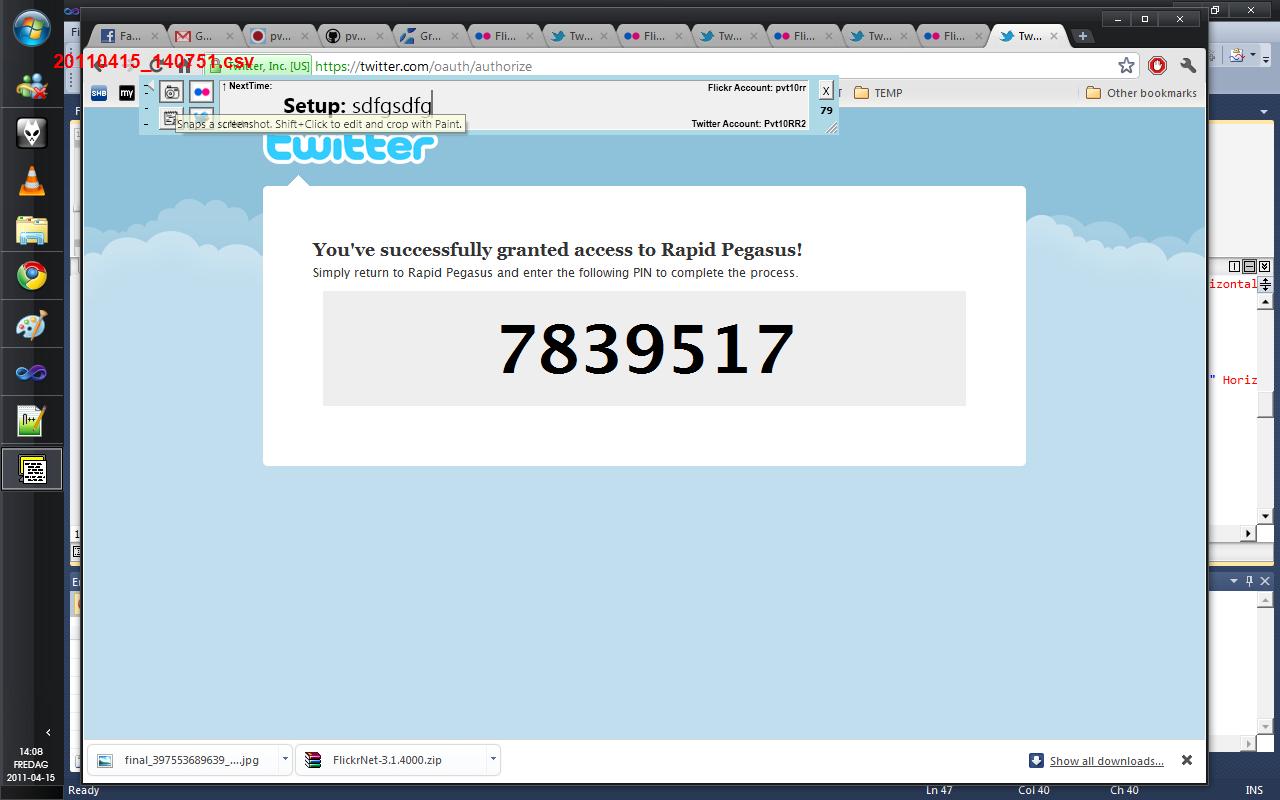 Fi
Fa...
G...
pv...
pv...
Gr...
Fli...
Tw...
Fli...
Tw...
Fli...
Tw...
Fli...
Tw...
20110415_140751.csv
Twitter, Inc. [US] https://twitter.com/oauth/authorize
SHB
my
TEMP
Other bookmarks
↑ NextTime:
Flickr Account: pvt10rr
X
Setup: sdfgsdfg
79
Snaps a screenshot. Shift+Click to edit and crop with Paint.
Twitter Account: Pvt10RR2
twitter
You've successfully granted access to Rapid Pegasus!
Simply return to Rapid Pegasus and enter the following PIN to complete the process.
7839517
izontal
" Horiz
final_397553689639_....jpg
FlickrNet-3.1.4000.zip
Show all downloads...
14:08
FREDAG
2011-04-15
Ready
Ln 47
Col 40
Ch 40
INS